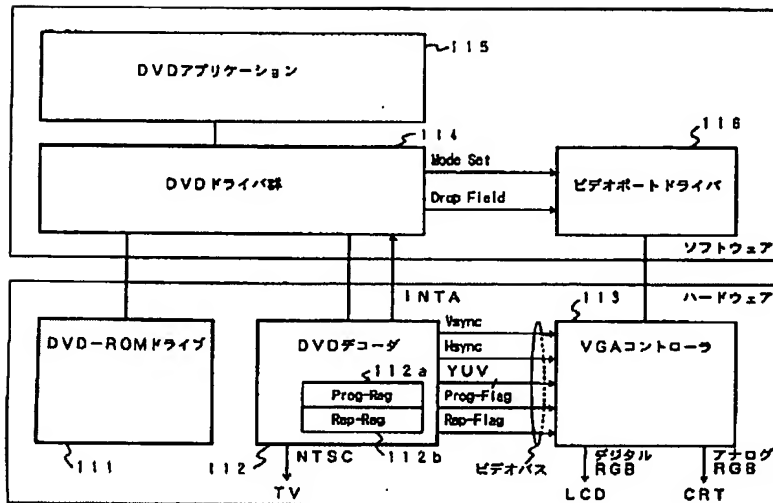 DVDアプリケーション
115
114
DVDドライバ群
Mode Set
Drop Field
116
ビデオポートドライバ
ソフトウェア
ハードウェア
INTA
DVD-ROMドライブ
111
DVDデコーダ
112a
Prog-Reg
Rep-Reg
112b
112
NTSC
TV
Vsync
Hsync
YUV
Prog-Flag
Rep-Flag
ビデオバス
113
VGAコントローラ
デジタル
RGB
アナログ
RGB
LCD
CRT